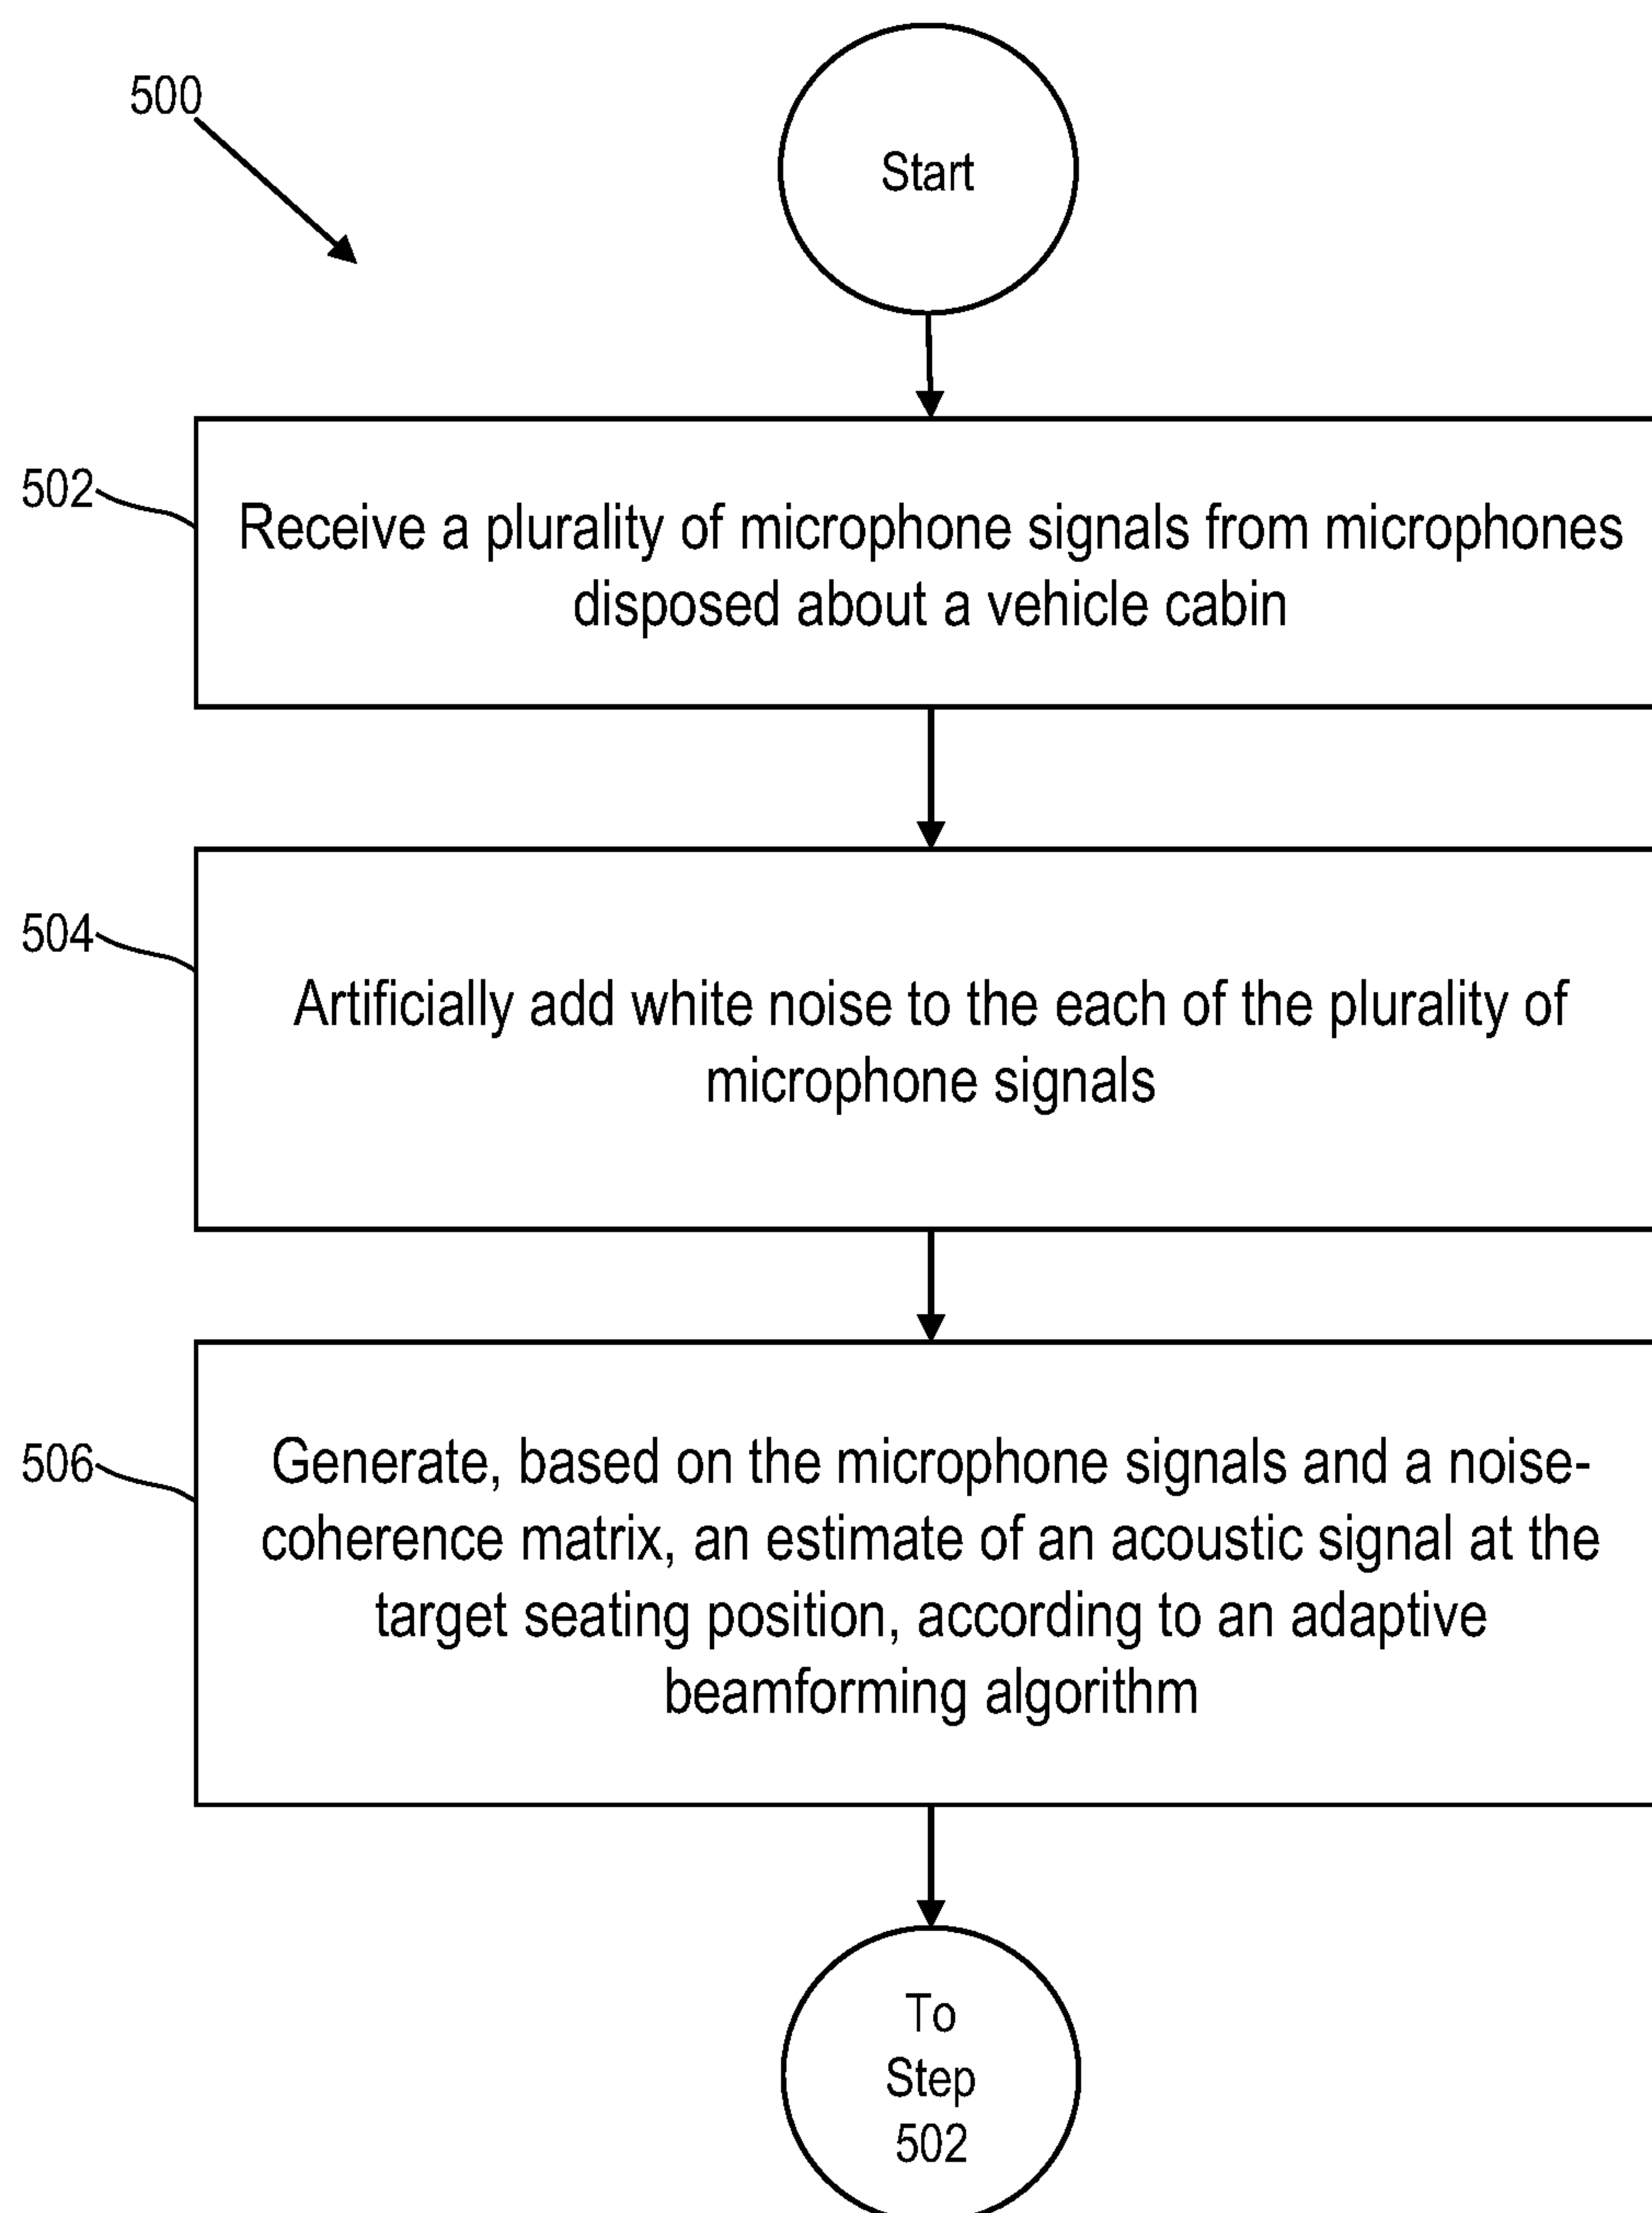 500
Start
502
Receive a plurality of microphone signals from microphones
disposed about a vehicle cabin
504
Artificially add white noise to the each of the plurality of
microphone signals
506
Generate, based on the microphone signals and a noise-
coherence matrix, an estimate of an acoustic signal at the
target seating position, according to an adaptive
beamforming algorithm
To
Step
502